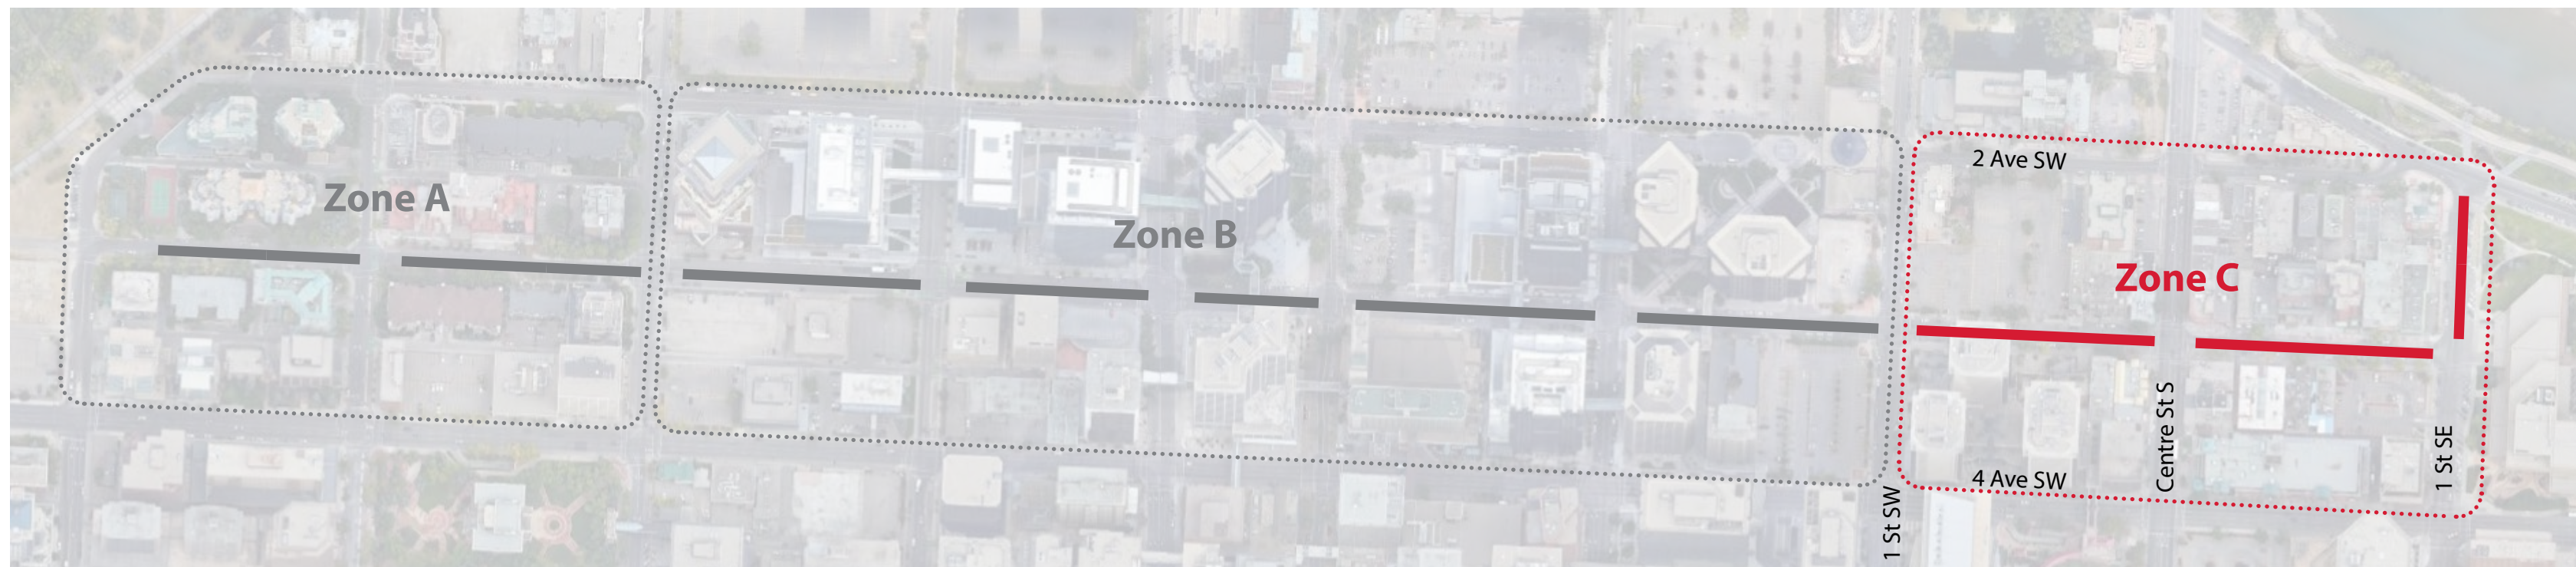 Zone A
Zone B
2 Ave SW
Zone C
Centre St S
1 St SE
4 Ave SW
1 St SW